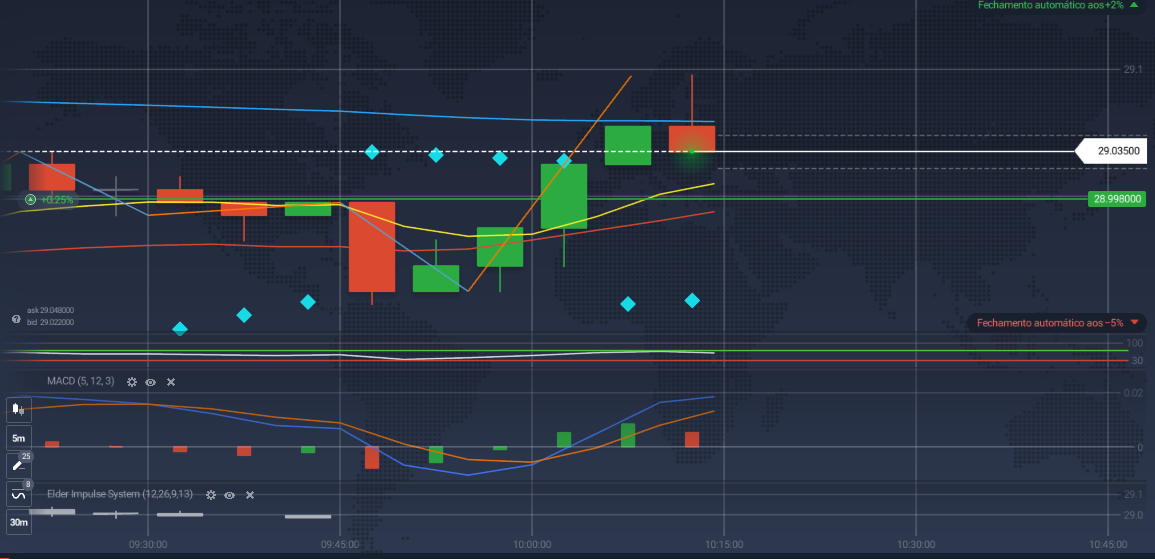 Fechamento automático aos +2%
29.1
29.03500
+0.25%
28.998000
ask 29.048000
bid 29.022000
Fechamento automático aos −5%
100
30
MACD (5, 12, 3)
0.02
5m
0
25
8
Elder Impulse System (12,26,9,13)
29.1
30m
29.0
09:30:00
09:45:00
10:00:00
10:15:00
10:30:00
10:45:00